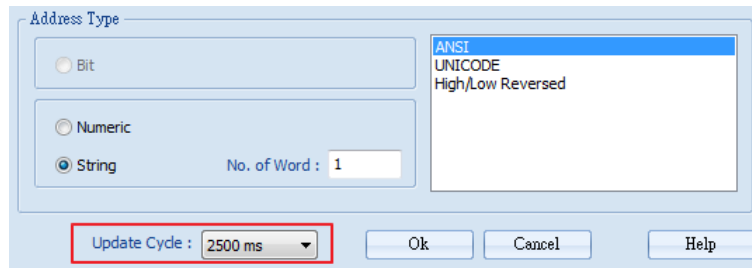 Address Type
Bit
Numeric
String No. of Word : 1
ANSI
UNICODE
High/Low Reversed
Update Cycle : 2500 ms
Ok Cancel Help